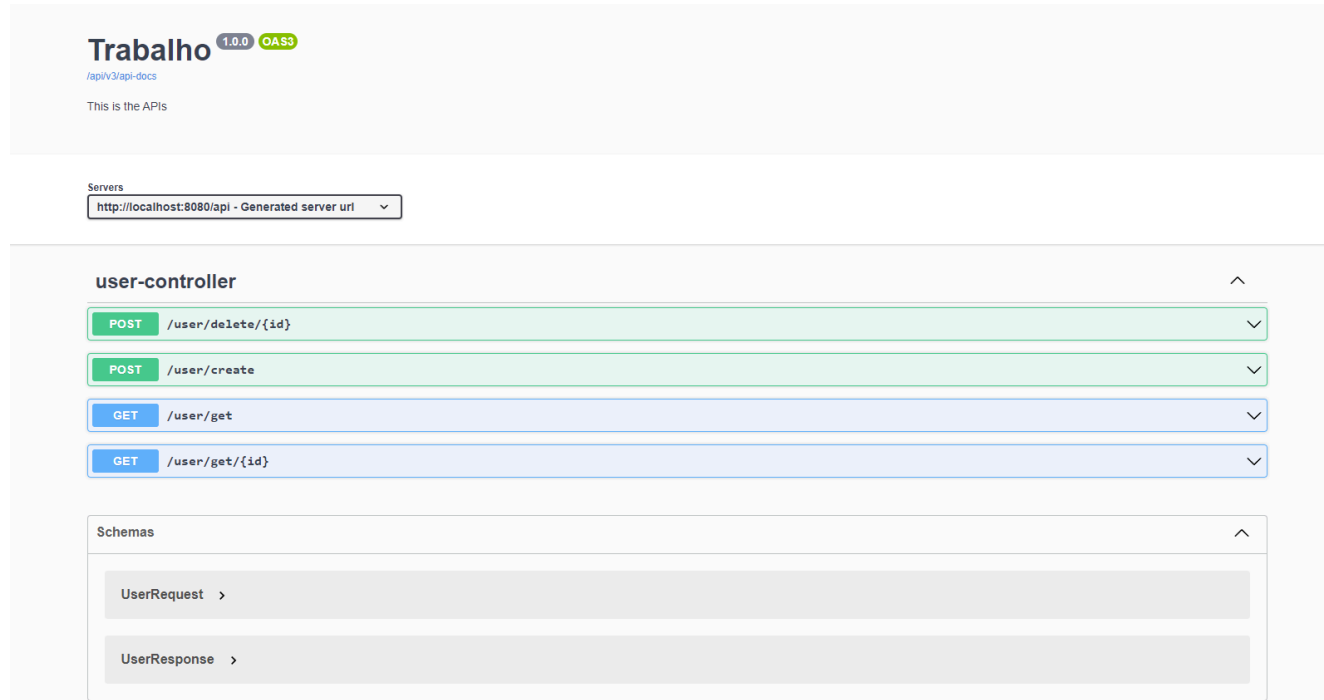 Trabalho 1.0.0 OAS3
/api/v3/api-docs
This is the APIs
Servers
http://localhost:8080/api - Generated server url
user-controller
POST /user/delete/{id}
POST /user/create
GET /user/get
GET /user/get/{id}
Schemas
UserRequest
UserResponse